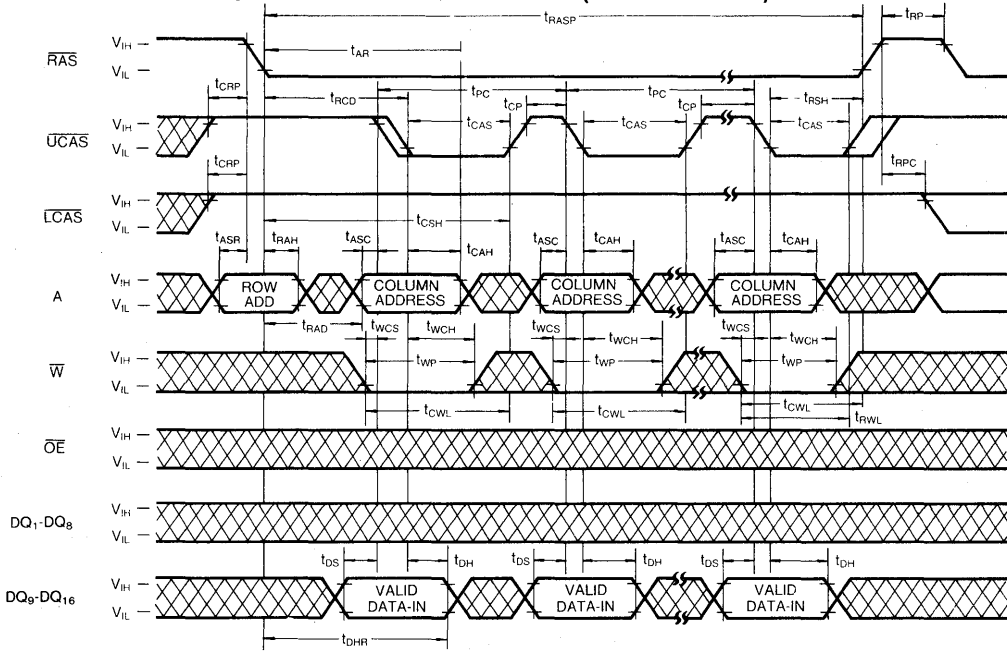 tRASP
tRP
RAS
VIH
VIL
tAR
tCRP
tRCD
tPC
tCP
tPC
tCP
tRSH
UCAS
VIH
VIL
tCAS
tCAS
tCAS
tCRP
tRPC
LCAS
VIH
VIL
tCSH
tASR
tRAH
tASC
tCAH
tASC
tCAH
tASC
tCAH
A
VIH
VIL
ROW ADD
COLUMN ADDRESS
COLUMN ADDRESS
COLUMN ADDRESS
tRAD
tWCS
tWCH
tWCS
tWCH
tWCS
tWCH
W
VIH
VIL
tWP
tWP
tWP
tCWL
tCWL
tCWL
tRWL
OE
VIH
VIL
DQ1-DQ8
VIH
VIL
tDS
tDH
tDS
tDH
tDS
tDH
DQ9-DQ16
VIH
VIL
VALID DATA-IN
VALID DATA-IN
VALID DATA-IN
tDHR